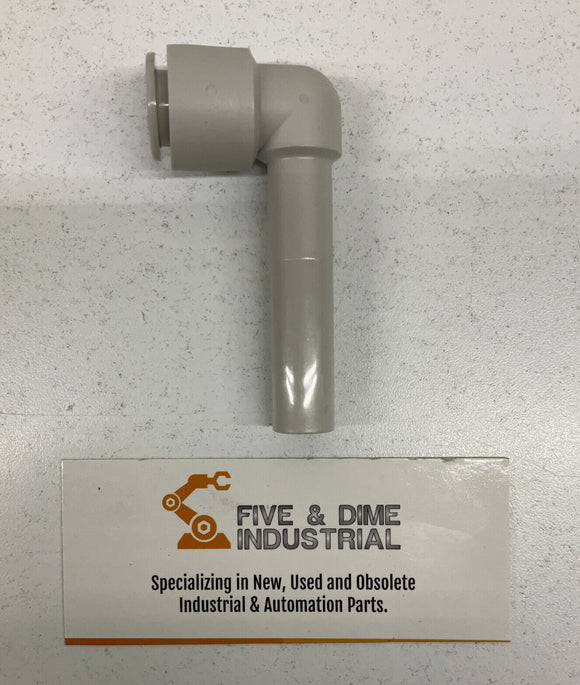 FIVE & DIME
INDUSTRIAL
Specializing in New, Used and Obsolete
Industrial & Automation Parts.